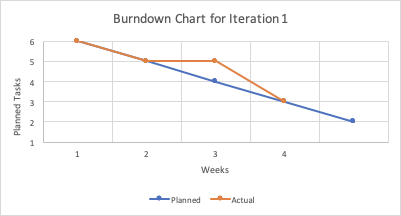 Burndown Chart for Iteration 1
Planned Tasks
6
5
4
3
2
1
1 2 3 4
Weeks
Planned Actual